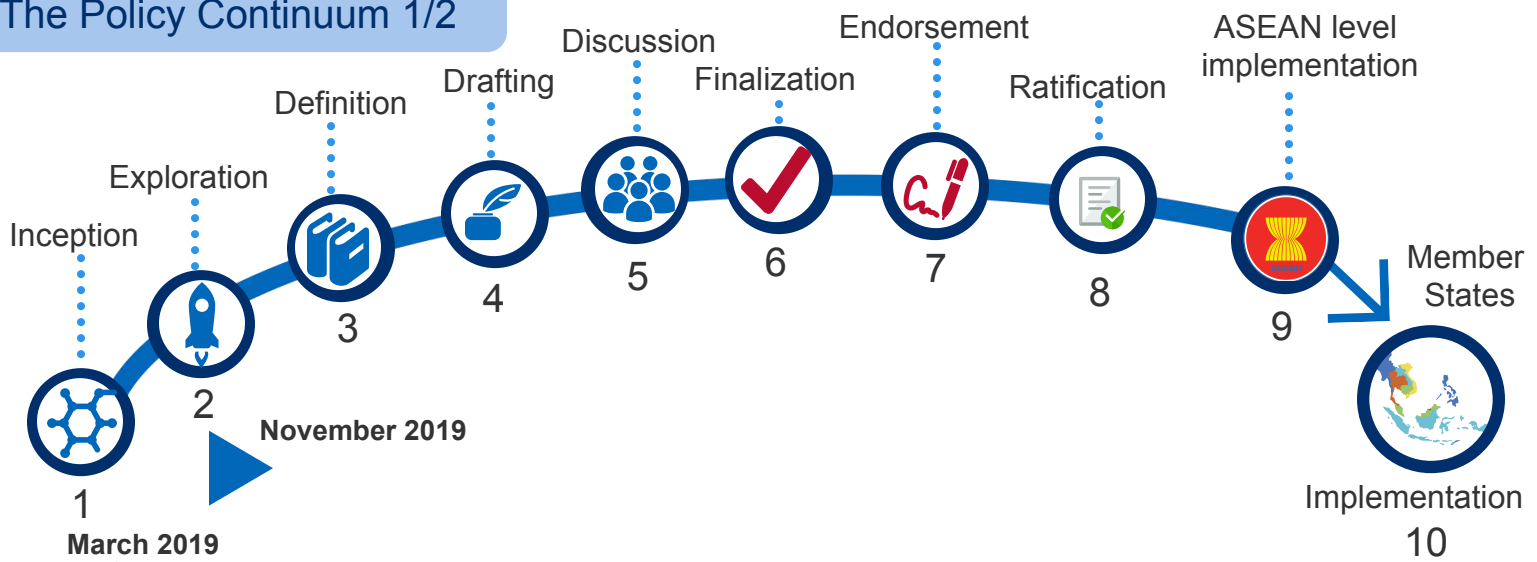 The Policy Continuum 1/2
Inception
1
March 2019
Exploration
2
November 2019
Definition
3
Drafting
4
Discussion
5
Finalization
6
Endorsement
7
Ratification
8
ASEAN level
implementation
9
Member
States
Implementation
10